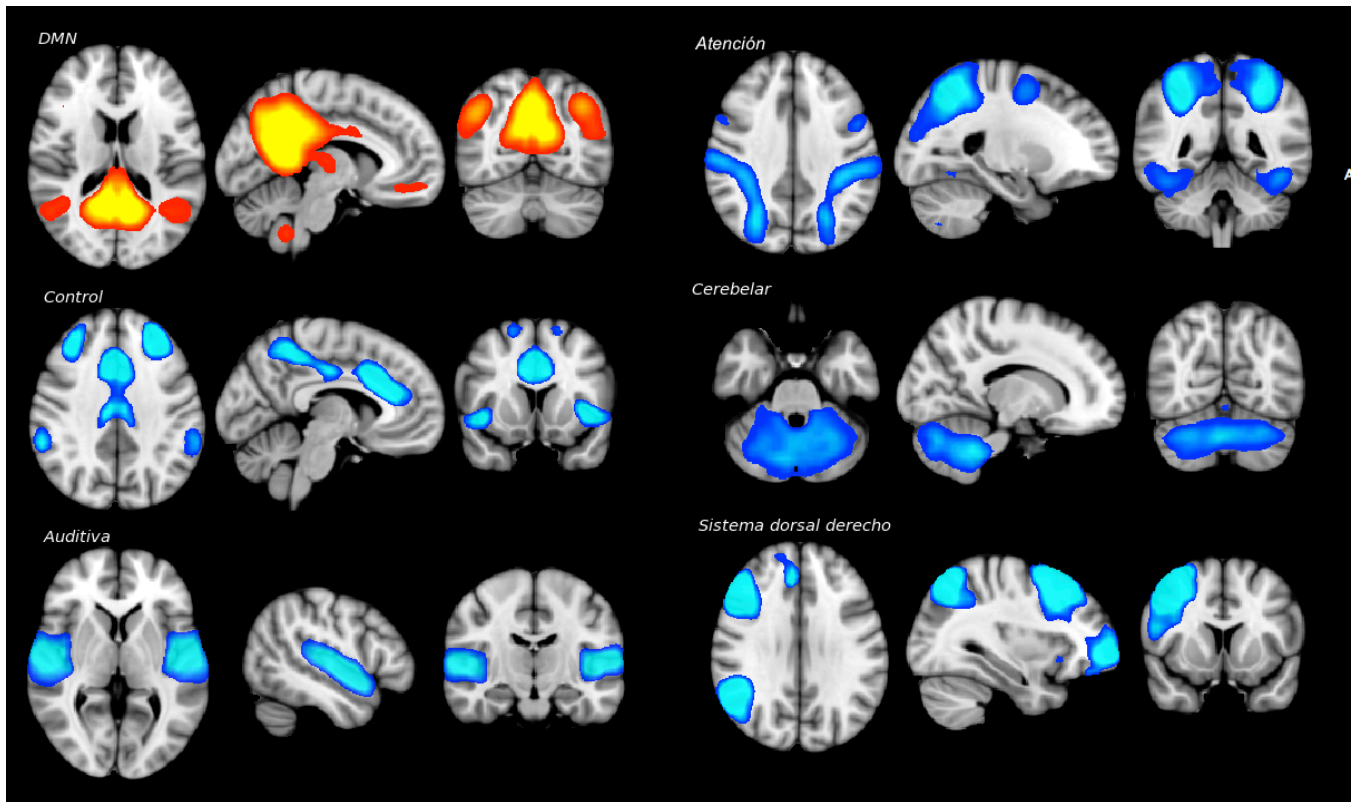 DMN
Atención
A
Control
Cerebelar
Auditiva
Sistema dorsal derecho